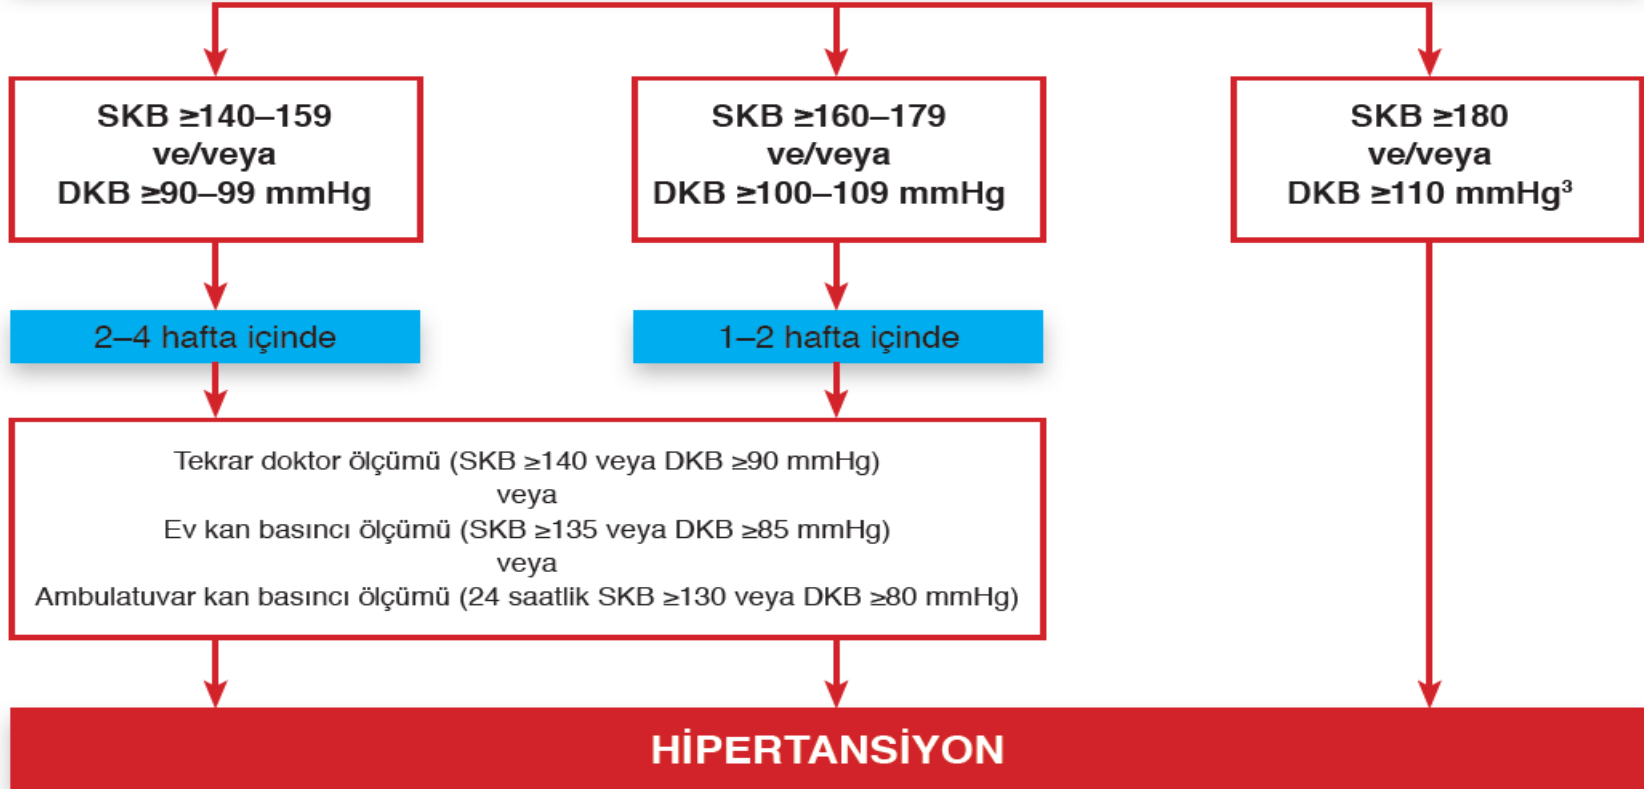 SKB ≥140–159
ve/veya
DKB ≥90–99 mmHg
SKB ≥160–179
ve/veya
DKB ≥100–109 mmHg
SKB ≥180
ve/veya
DKB ≥110 mmHg³
2–4 hafta içinde
1–2 hafta içinde
Tekrar doktor ölçümü (SKB ≥140 veya DKB ≥90 mmHg)
veya
Ev kan basıncı ölçümü (SKB ≥135 veya DKB ≥85 mmHg)
veya
Ambulatuvar kan basıncı ölçümü (24 saatlik SKB ≥130 veya DKB ≥80 mmHg)
HİPERTANSİYON